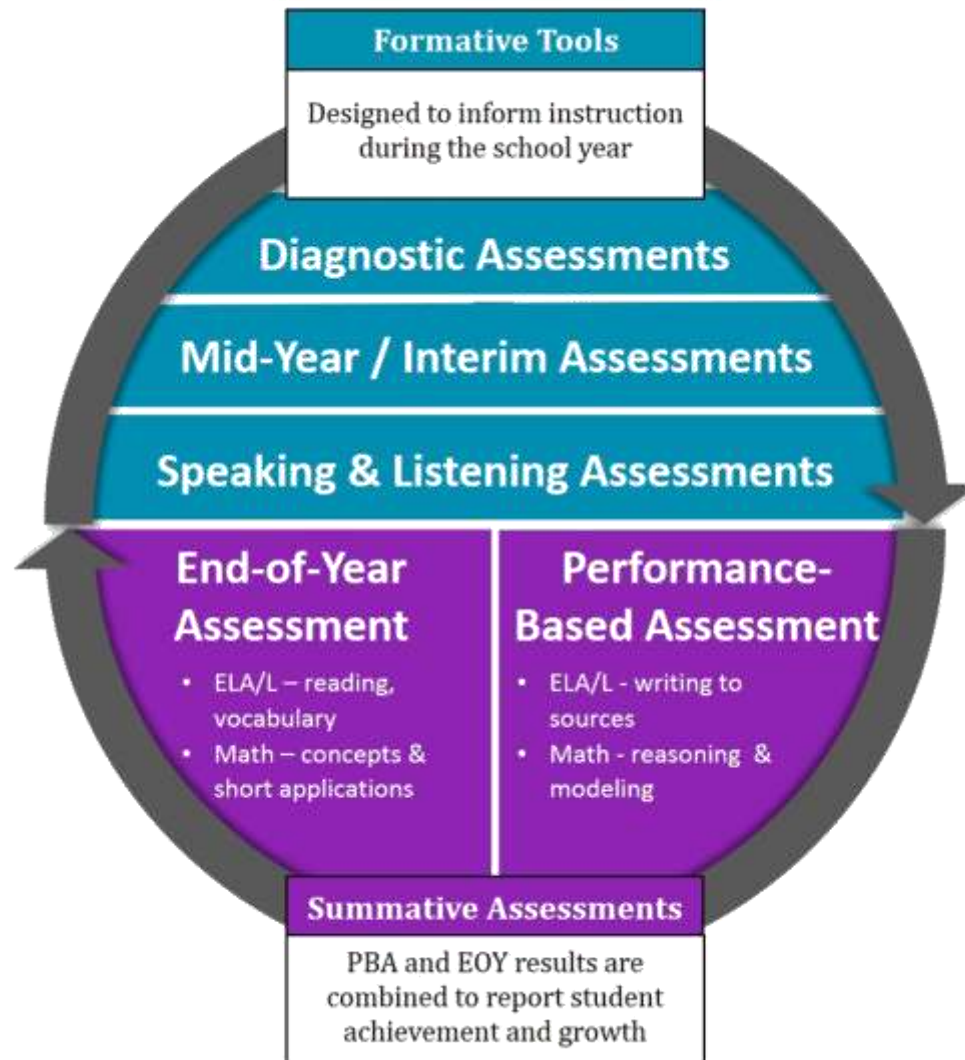 Formative Tools
Designed to inform instruction
during the school year
Diagnostic Assessments
Mid-Year / Interim Assessments
Speaking & Listening Assessments
End-of-Year
Assessment
• ELA/L – reading,
vocabulary
• Math – concepts &
short applications
Performance-
Based Assessment
• ELA/L - writing to
sources
• Math - reasoning &
modeling
Summative Assessments
PBA and EOY results are
combined to report student
achievement and growth